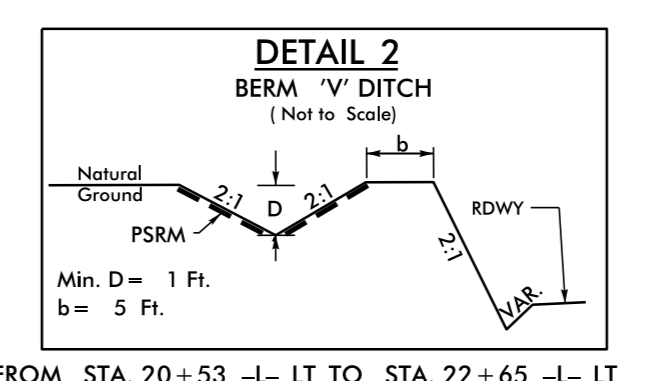 DETAIL 2
BERM 'V' DITCH
( Not to Scale)
b
Natural
Ground
2:1
D
2:1
RDWY
PSRM
2:1
Min. D = 1 Ft.
b = 5 Ft.
VAR.
FROM STA. 20+53 -L- LT TO STA. 22+65 -L- LT